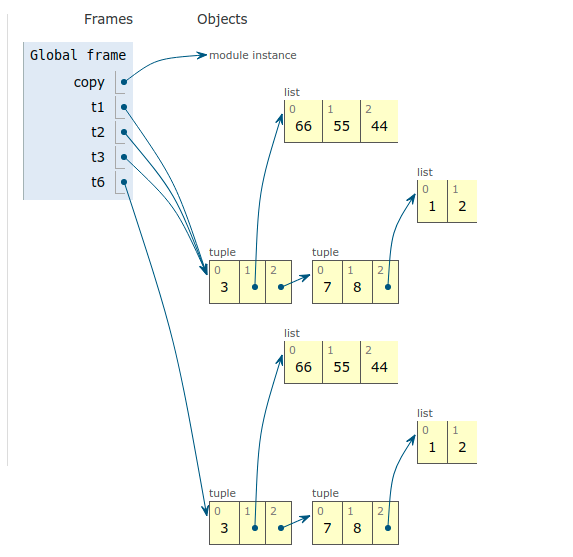 Frames Objects
Global frame
copy
module instance
t1
t2
t3
t6
list
0 1 2
66 55 44
list
0 1
1 2
tuple
0 1 2
3
tuple
0 1 2
7 8
list
0 1 2
66 55 44
list
0 1
1 2
tuple
0 1 2
3
tuple
0 1 2
7 8